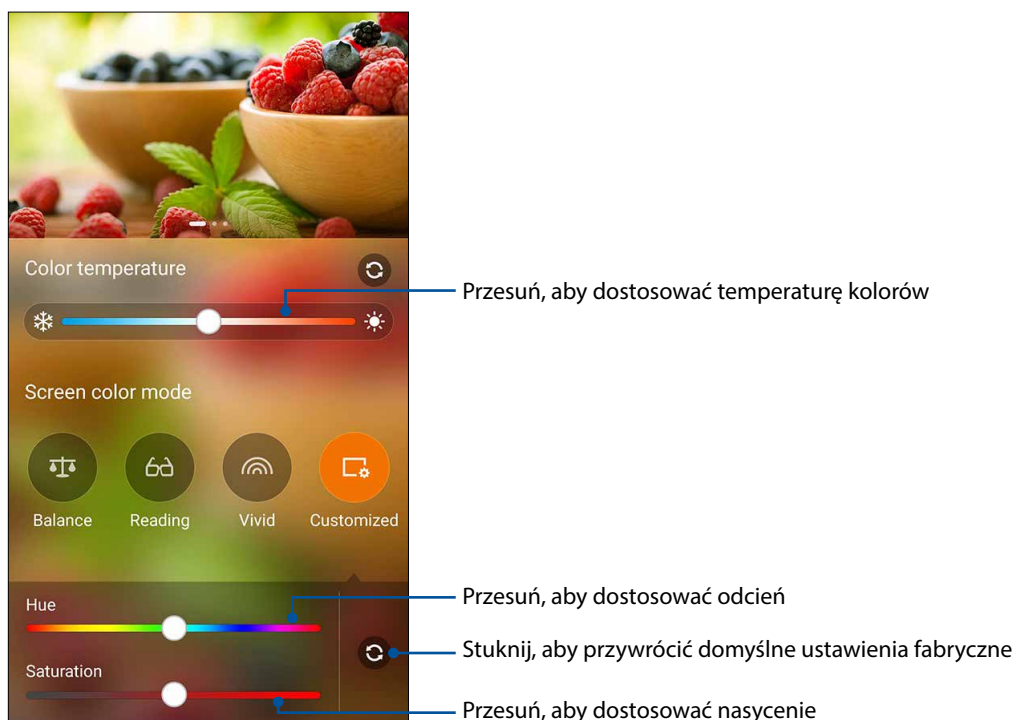 Color temperature
Przesuń, aby dostosować temperaturę kolorów
Screen color mode
Balance
Reading
Vivid
Customized
Hue
Przesuń, aby dostosować odcień
Stuknij, aby przywrócić domyślne ustawienia fabryczne
Saturation
Przesuń, aby dostosować nasycenie